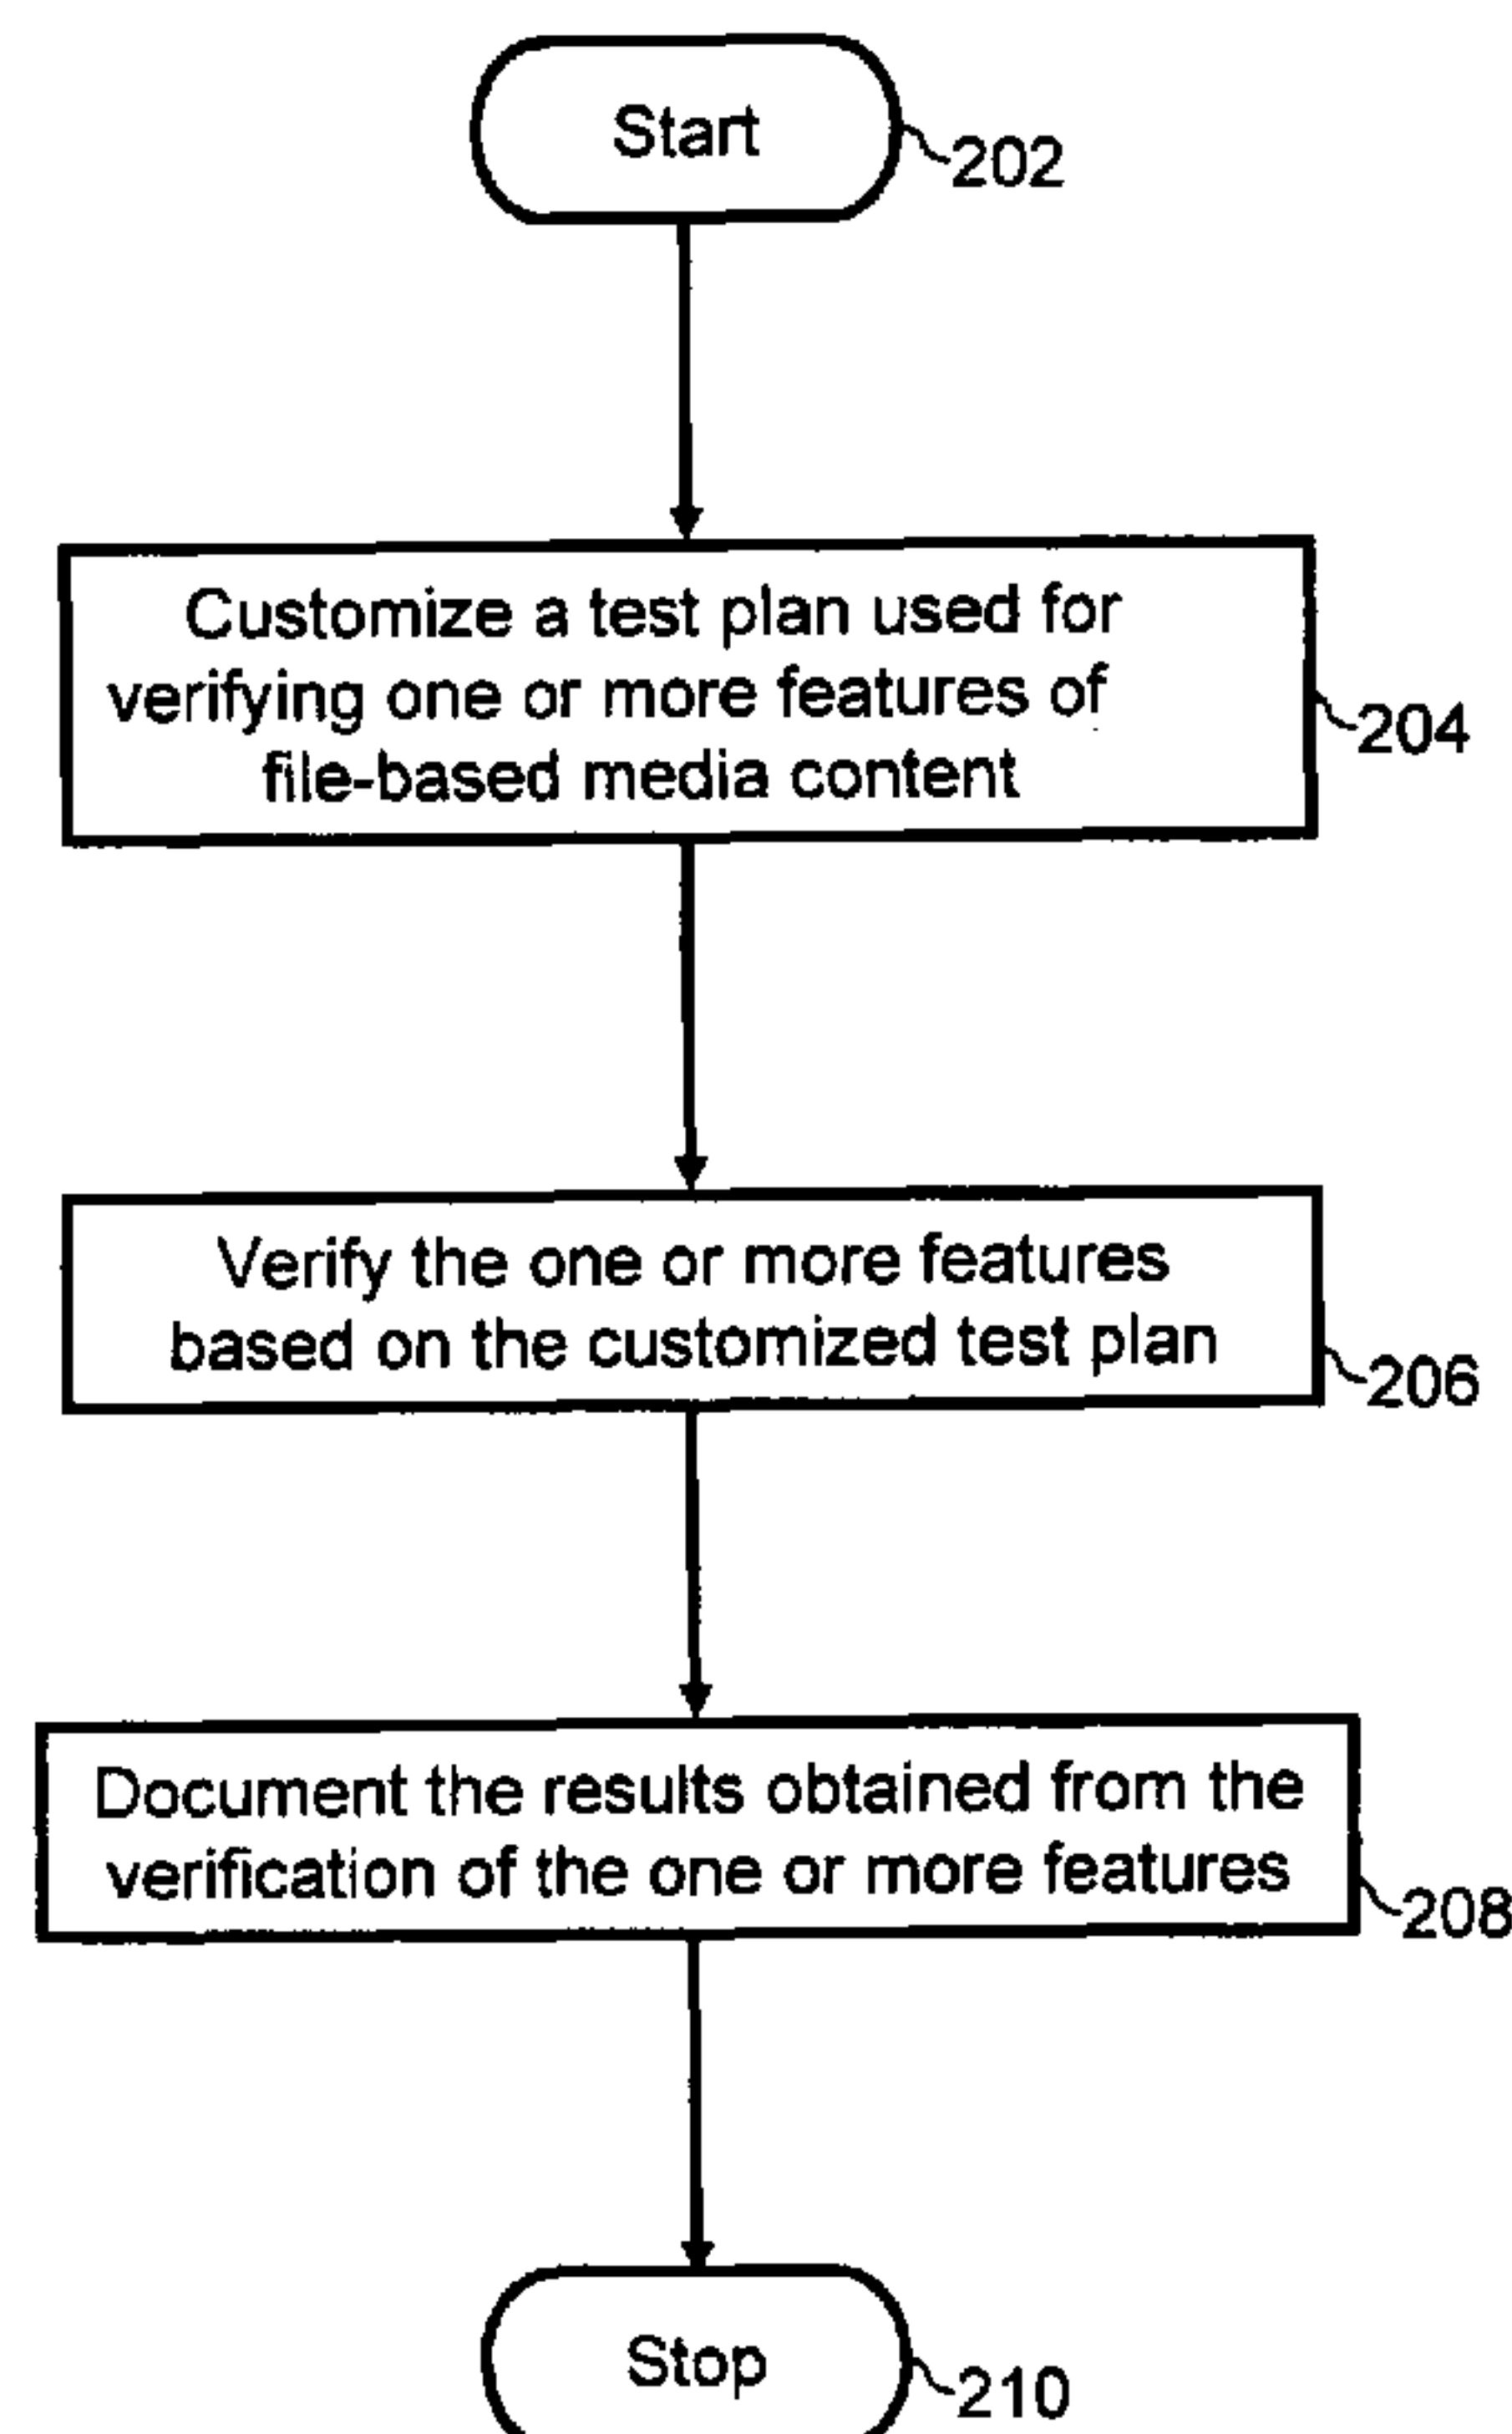 Start
202
Customize a test plan used for
verifying one or more features of
file-based media content
204
Verify the one or more features
based on the customized test plan
206
Document the results obtained from the
verification of the one or more features
208
Stop
210